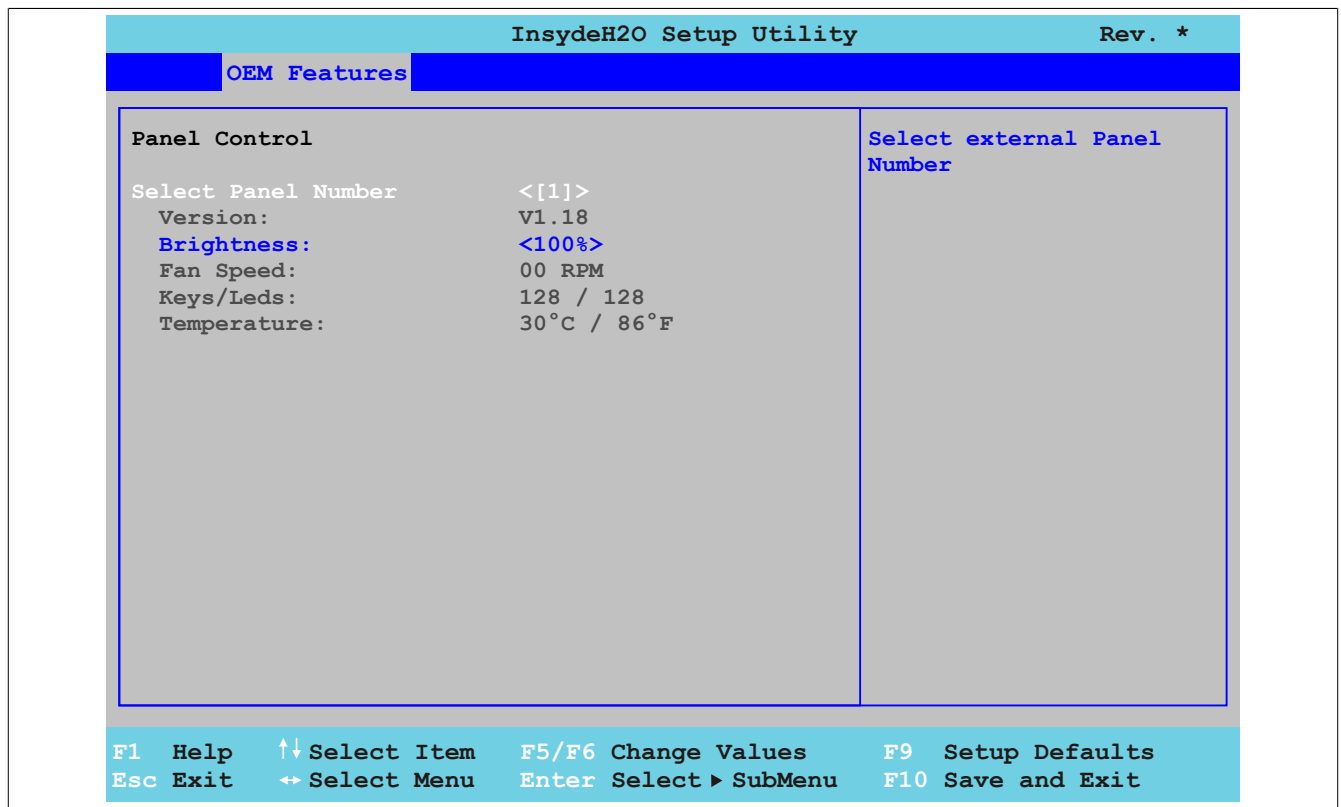 InsydeH2O Setup Utility Rev. *
OEM Features
Panel Control
Select external Panel
Number
Select Panel Number <[1]>
Version: V1.18
Brightness: <100%>
Fan Speed: 00 RPM
Keys/Leds: 128 / 128
Temperature: 30°C / 86°F
F1 Help ↑↓ Select Item F5/F6 Change Values F9 Setup Defaults
Esc Exit ↔ Select Menu Enter Select ▶ SubMenu F10 Save and Exit